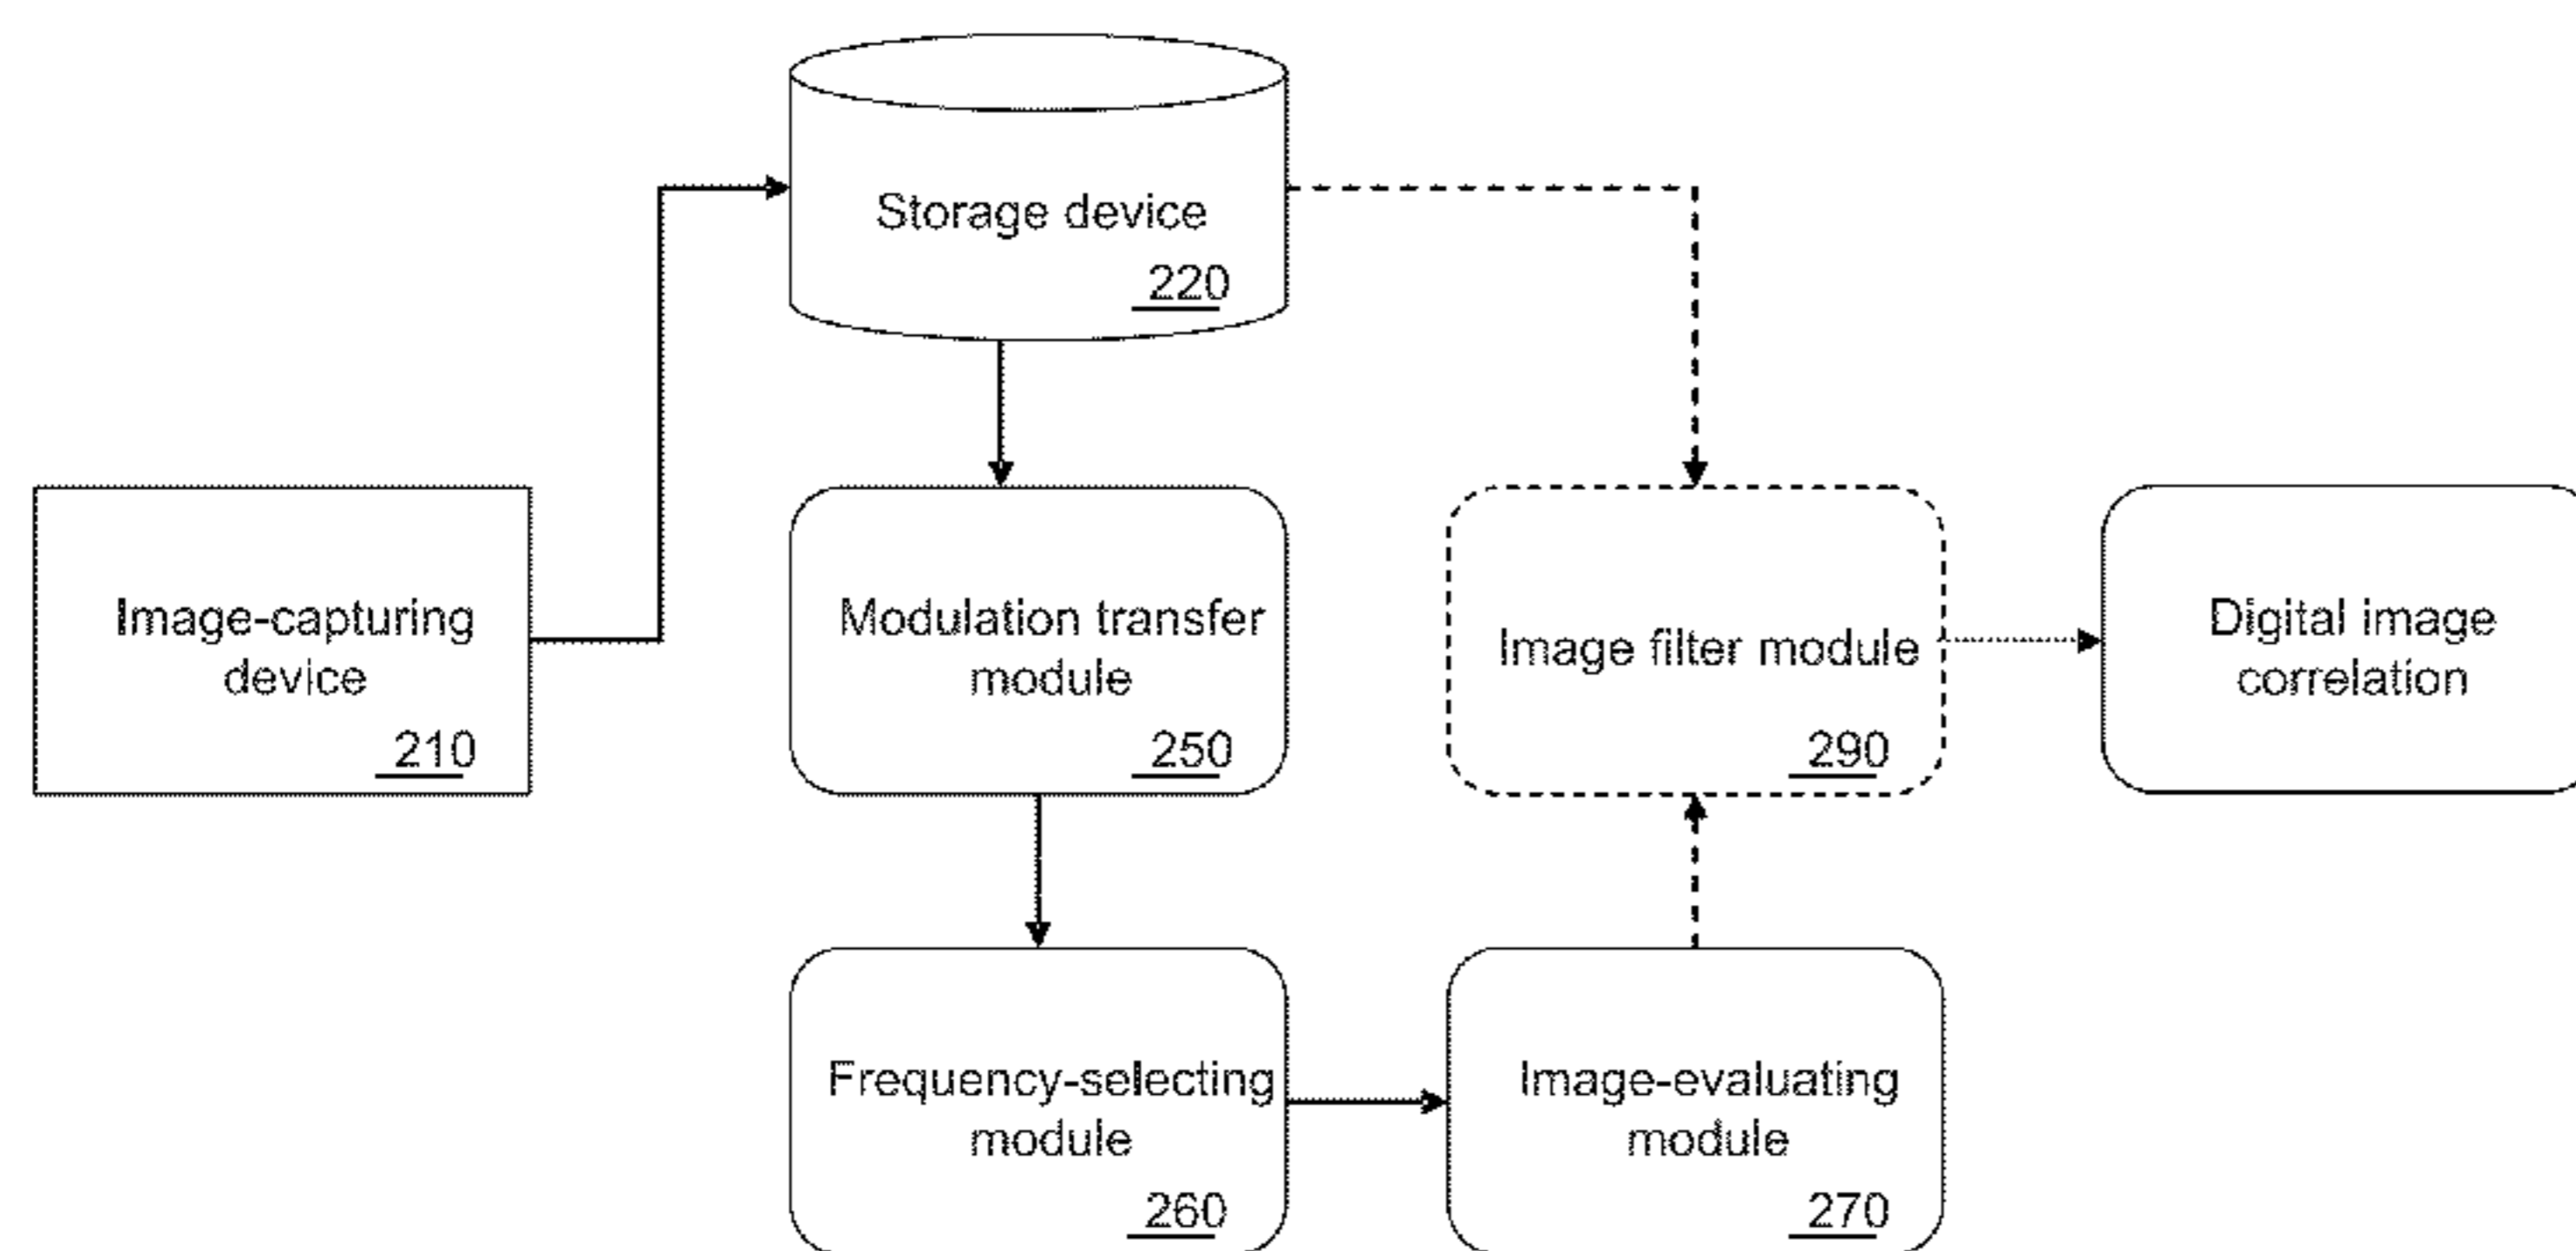 Storage device
220
Image-capturing
device
210
Modulation transfer
module
250
Image filter module
290
Digital image
correlation
Frequency-selecting
module
260
Image-evaluating
module
270